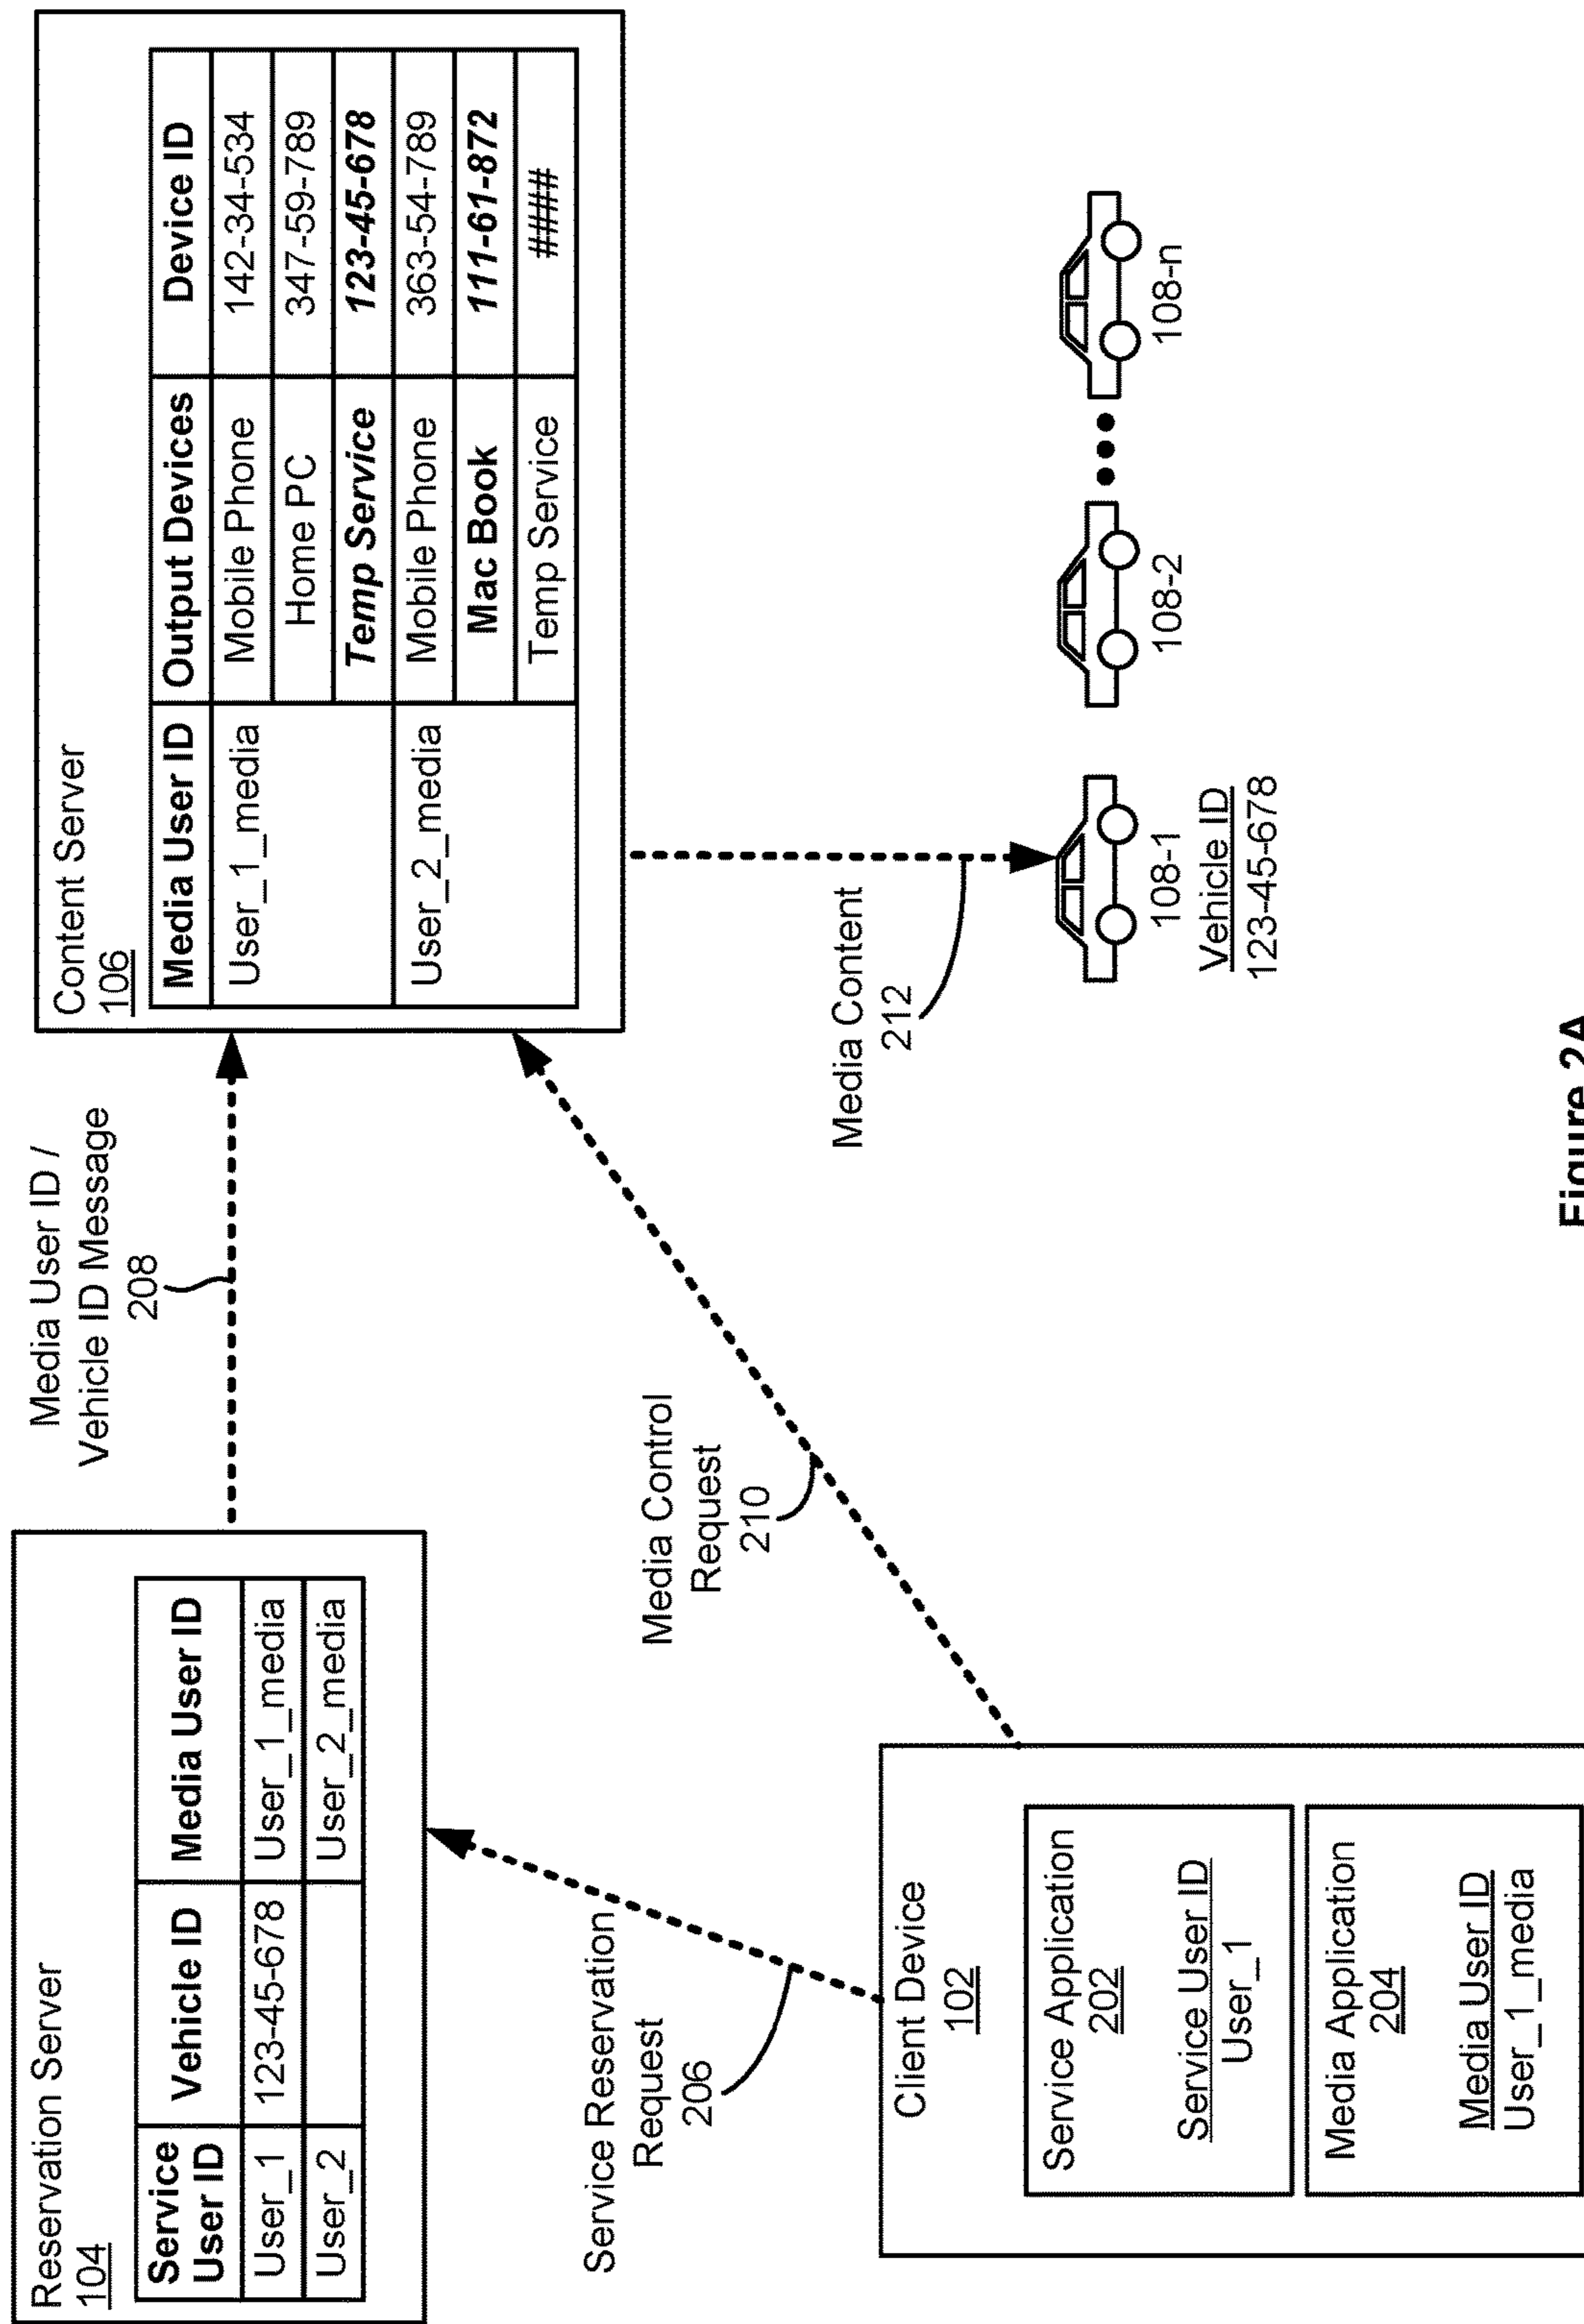 Reservation Server
104
Service User ID Vehicle ID Media User ID
User_1 123-45-678 User_1_media
User_2 User_2_media
Media User ID /
Vehicle ID Message
208
Content Server
106
Media User ID Output Devices Device ID
User_1_media Mobile Phone 142-34-534
Home PC 347-59-789
Temp Service 123-45-678
User_2_media Mobile Phone 363-54-789
Mac Book 111-61-872
Temp Service ####
Service Reservation
Request
206
Media Control
Request
210
Media Content
212
Client Device
102
Service Application
202
Service User ID
User_1
Media Application
204
Media User ID
User_1_media
108-1
Vehicle ID
123-45-678
108-2
108-n
Figure 2A